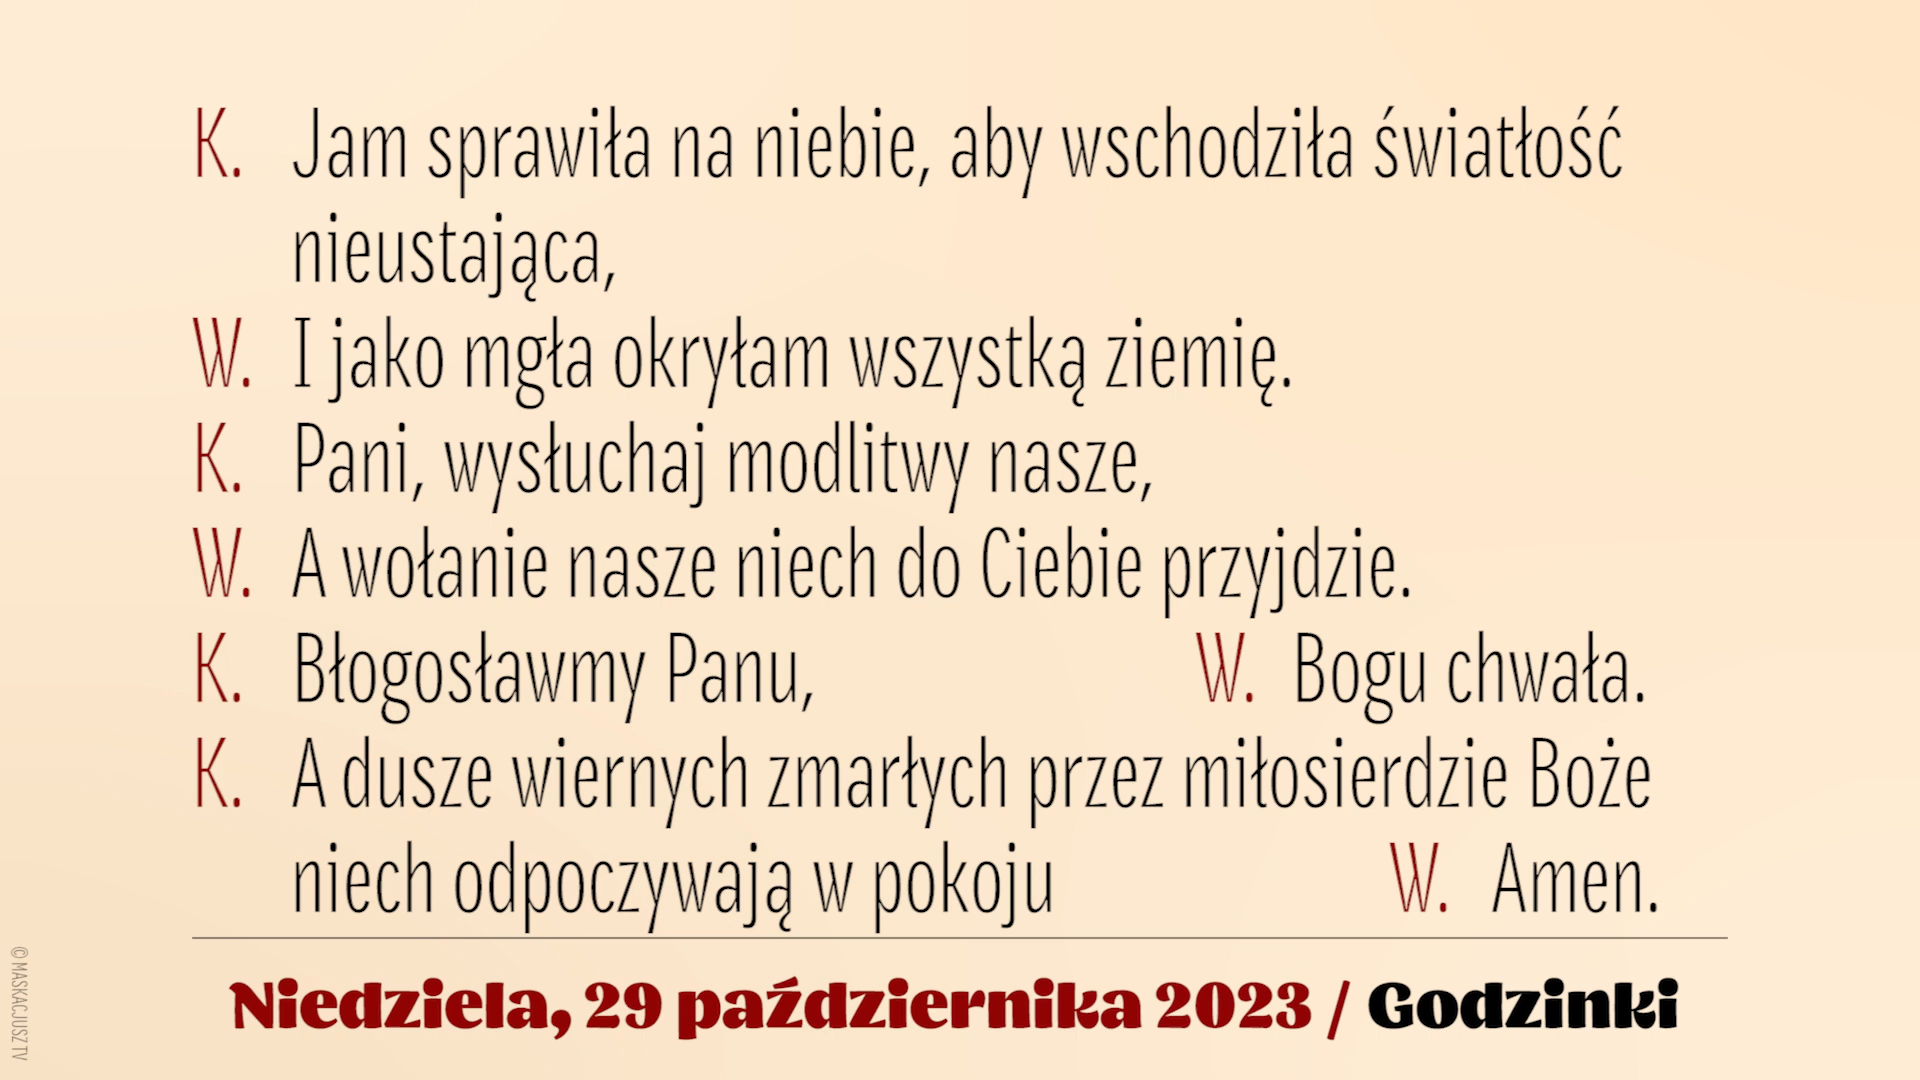 K. Jam sprawiła na niebie, aby wschodziła światłość
nieustająca,
W. I jako mgła okryłam wszystką ziemię.
K. Pani, wysłuchaj modlitwy nasze,
W. A wołanie nasze niech do Ciebie przyjdzie.
K. Błogosławmy Panu, W. Bogu chwała.
K. A dusze wiernych zmarłych przez miłosierdzie Boże
niech odpoczywają w pokoju W. Amen.
Niedziela, 29 października 2023 / Godzinki
© MASKACJUSZ TV